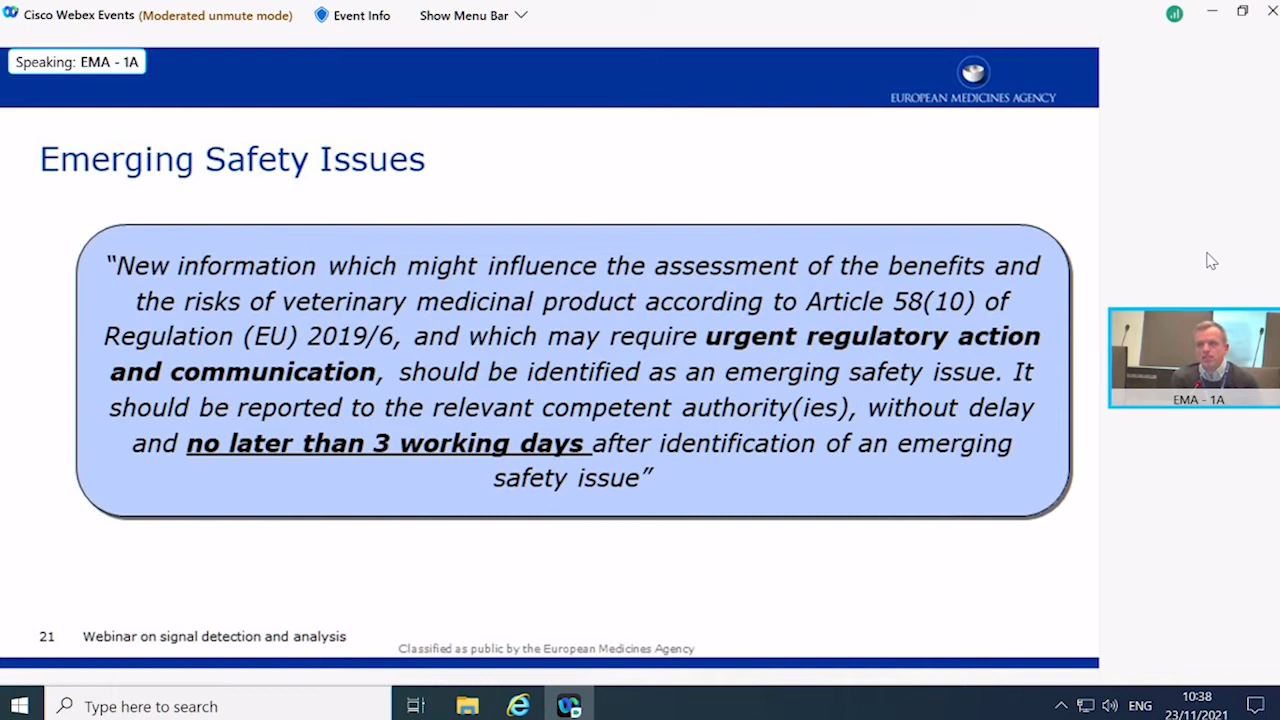 Cisco Webex Events (Moderated unmute mode) Event Info Show Menu Bar
Speaking: EMA - 1A
EUROPEAN MEDICINES AGENCY
Emerging Safety Issues
“New information which might influence the assessment of the benefits and
the risks of veterinary medicinal product according to Article 58(10) of
Regulation (EU) 2019/6, and which may require urgent regulatory action
and communication, should be identified as an emerging safety issue. It
should be reported to the relevant competent authority(ies), without delay
and no later than 3 working days after identification of an emerging
safety issue”
EMA - 1A
21 Webinar on signal detection and analysis
Classified as public by the European Medicines Agency
Type here to search
ENG
10:38
23/11/2021